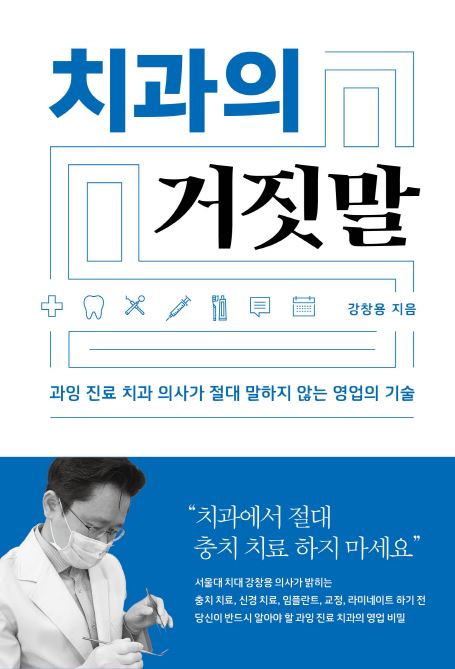 치과의
거짓말
강창용 지음
과잉 진료 치과 의사가 절대 말하지 않는 영업의 기술
“치과에서 절대
충치 치료 하지 마세요”
서울대 치대 강창용 의사가 밝히는
충치 치료, 신경 치료, 임플란트, 교정, 라미네이트 하기 전
당신이 반드시 알아야 할 과잉 진료 치과의 영업 비밀